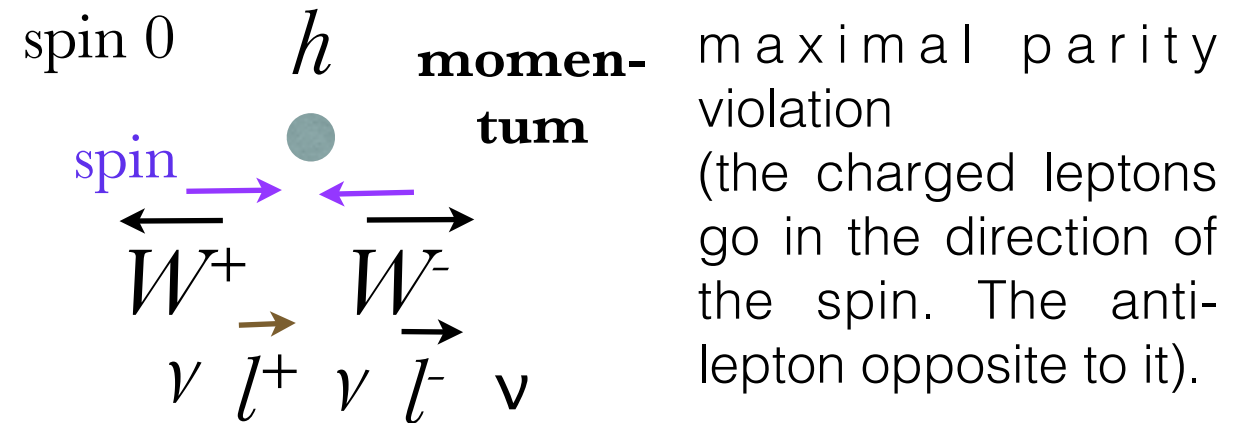 spin 0
h
momen-
tum
spin
W+ W-
ν l+ ν l- ν
maximal parity
violation
(the charged leptons
go in the direction of
the spin. The anti-
lepton opposite to it).